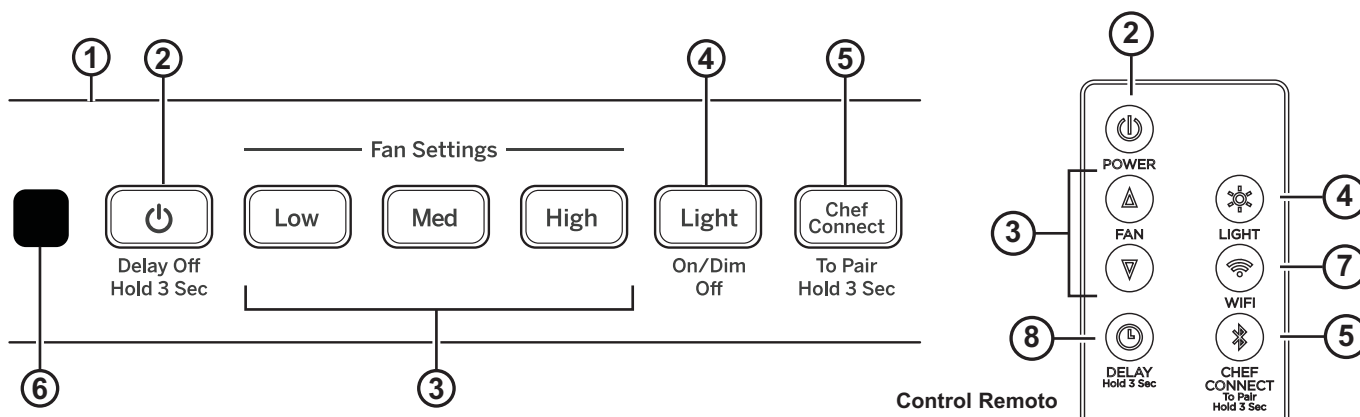 1
2
4
5
Fan Settings
Low
Med
High
Light
Chef
Connect
Delay Off
Hold 3 Sec
On/Dim
Off
To Pair
Hold 3 Sec
6
3
2
POWER
3
FAN
LIGHT
4
WIFI
7
8
DELAY
Hold 3 Sec
CHEF
CONNECT
To Pair
Hold 3 Sec
5
Control Remoto